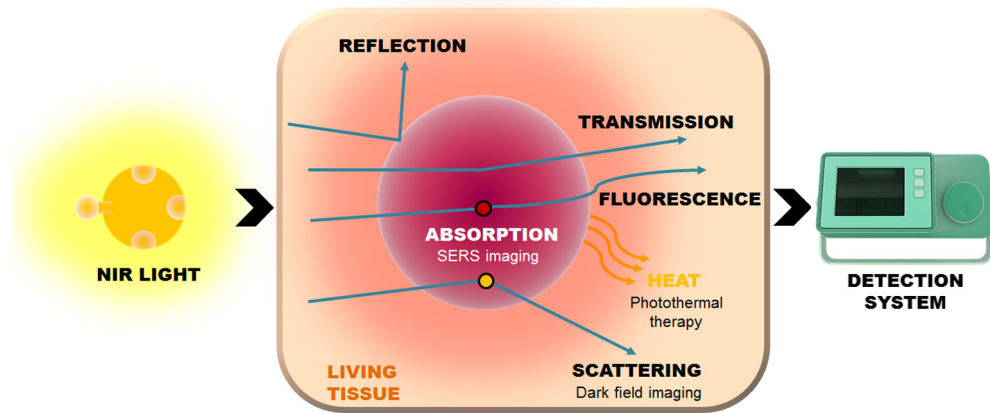 REFLECTION
TRANSMISSION
FLUORESCENCE
ABSORPTION
SERS imaging
NIR LIGHT
HEAT
Photothermal
therapy
DETECTION
SYSTEM
LIVING
TISSUE
SCATTERING
Dark field imaging